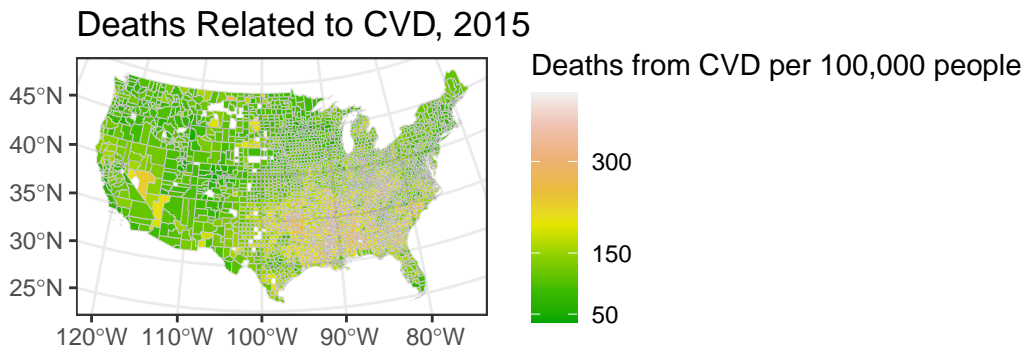 Deaths Related to CVD, 2015
Deaths from CVD per 100,000 people
45°N
40°N
35°N
30°N
25°N
120°W 110°W 100°W 90°W 80°W
300
150
50